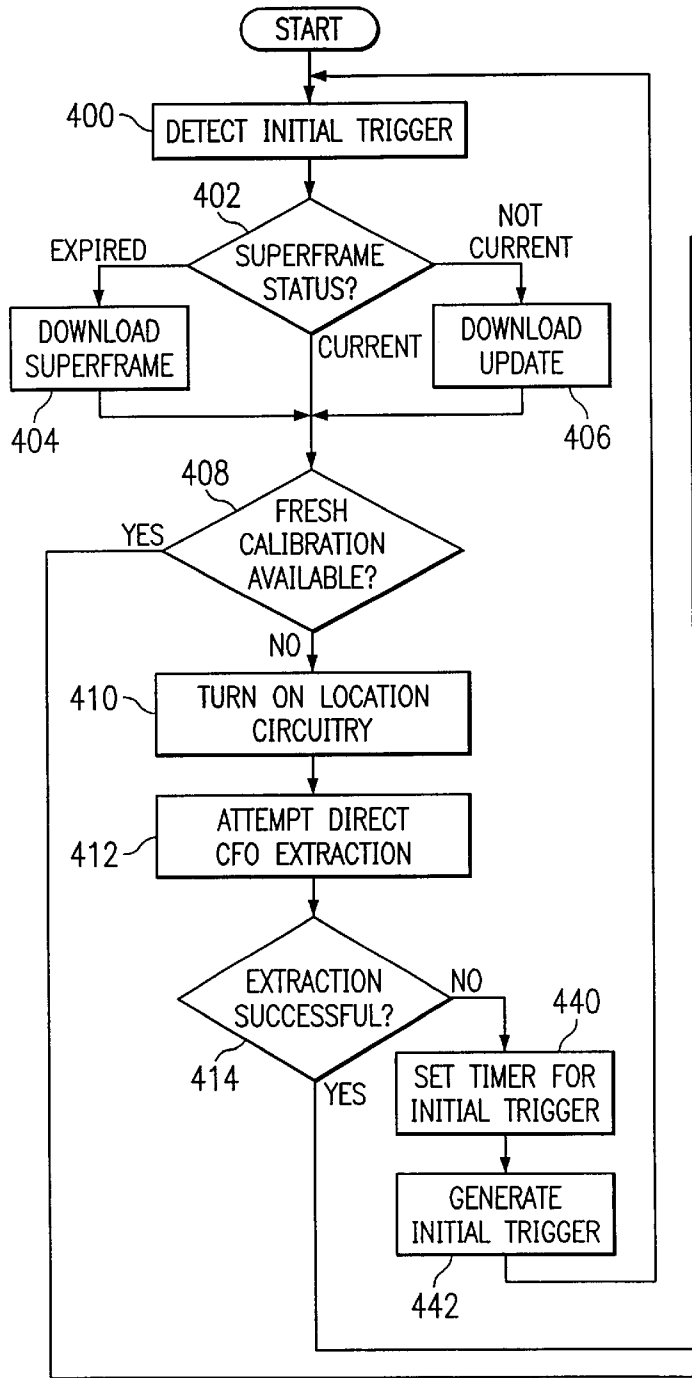 START
400
DETECT INITIAL TRIGGER
402
EXPIRED
SUPERFRAME
STATUS?
NOT
CURRENT
DOWNLOAD
SUPERFRAME
404
CURRENT
DOWNLOAD
UPDATE
406
408
YES
FRESH
CALIBRATION
AVAILABLE?
NO
410
TURN ON LOCATION
CIRCUITRY
412
ATTEMPT DIRECT
CFO EXTRACTION
EXTRACTION
SUCCESSFUL?
414
NO
YES
440
SET TIMER FOR
INITIAL TRIGGER
GENERATE
INITIAL TRIGGER
442